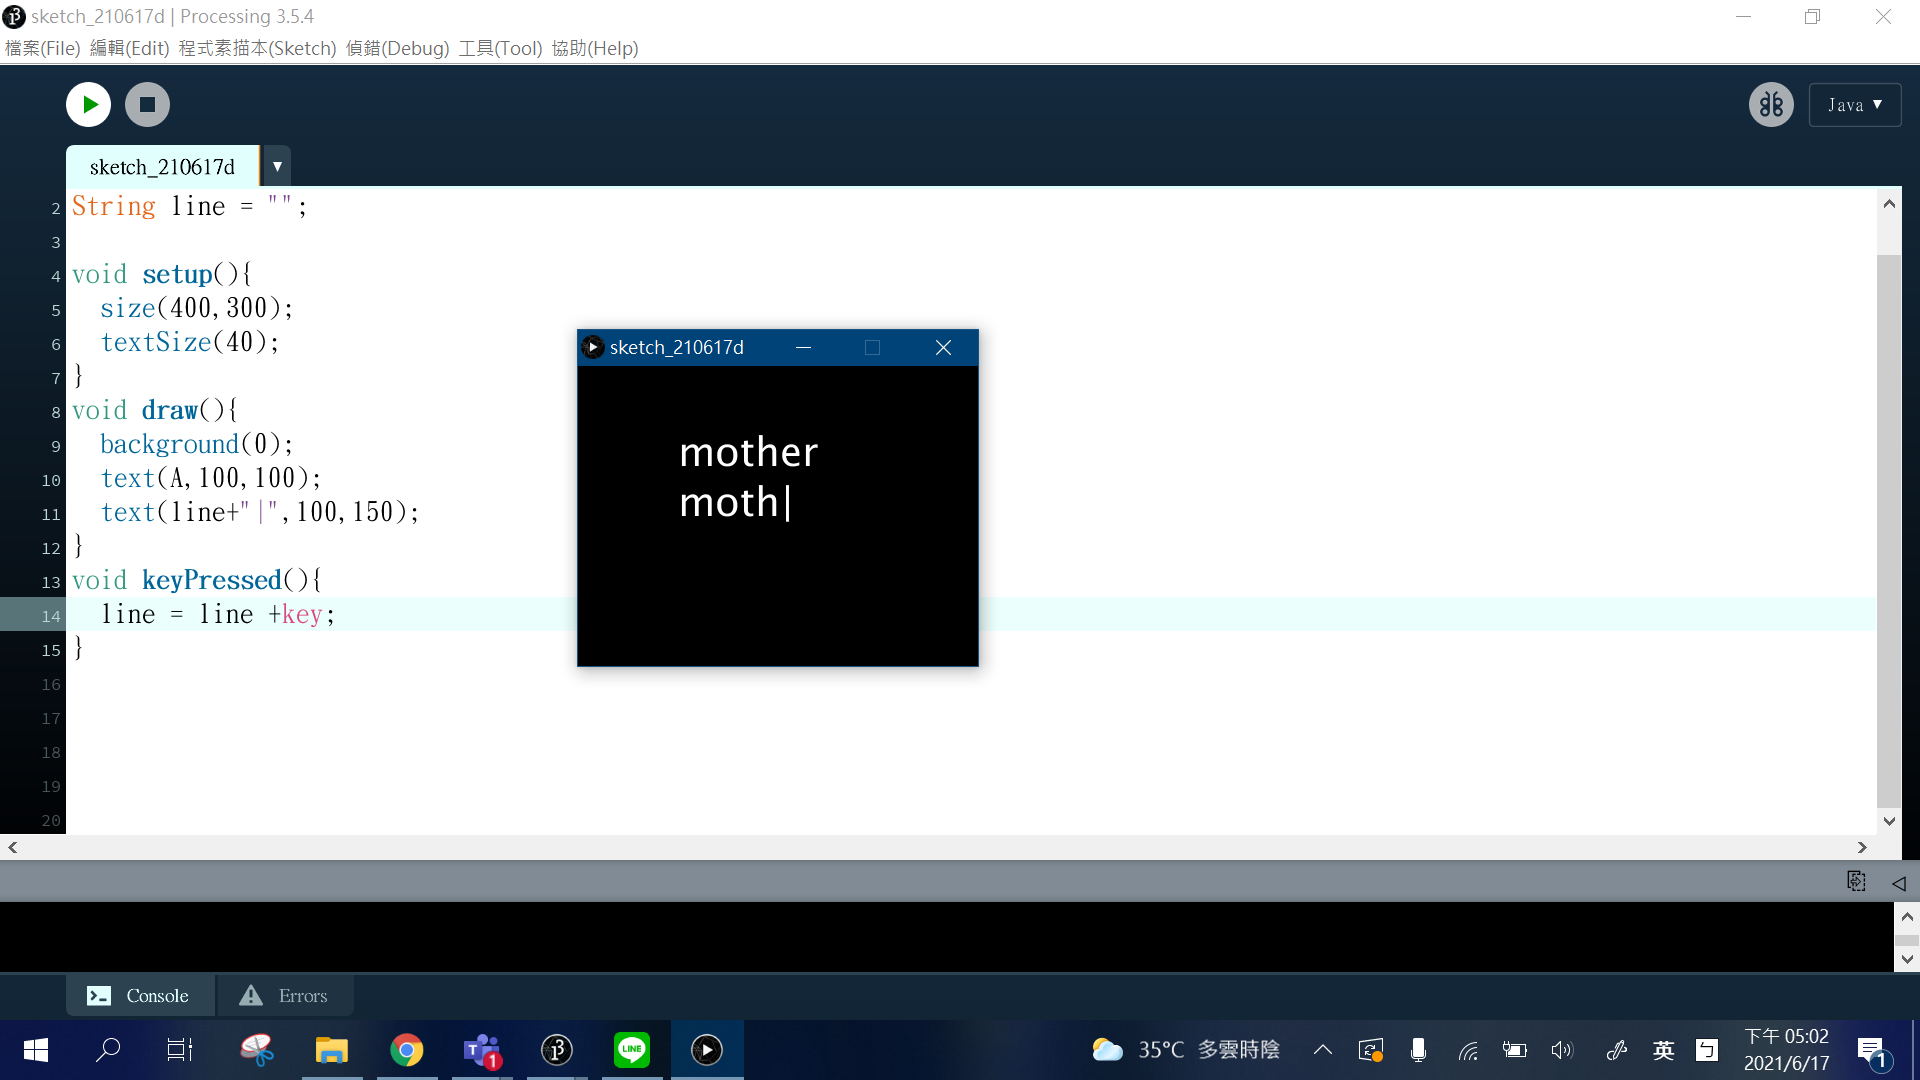 sketch_210617d | Processing 3.5.4
檔案(File) 編輯(Edit) 程式素描本(Sketch) 偵錯(Debug) 工具(Tool) 協助(Help)
Java ▼
sketch_210617d ▼
2 String line = "";
3
4 void setup(){
5 size(400,300);
6 textSize(40);
7 }
8 void draw(){
9 background(0);
10 text(A,100,100);
11 text(line+"|",100,150);
12 }
13 void keyPressed(){
14 line = line +key;
15 }
16
17
18
19
20
sketch_210617d
mother
moth|
Console Errors
1
LINE
35°C 多雲時陰
英
ㄅ
下午 05:02
2021/6/17
1